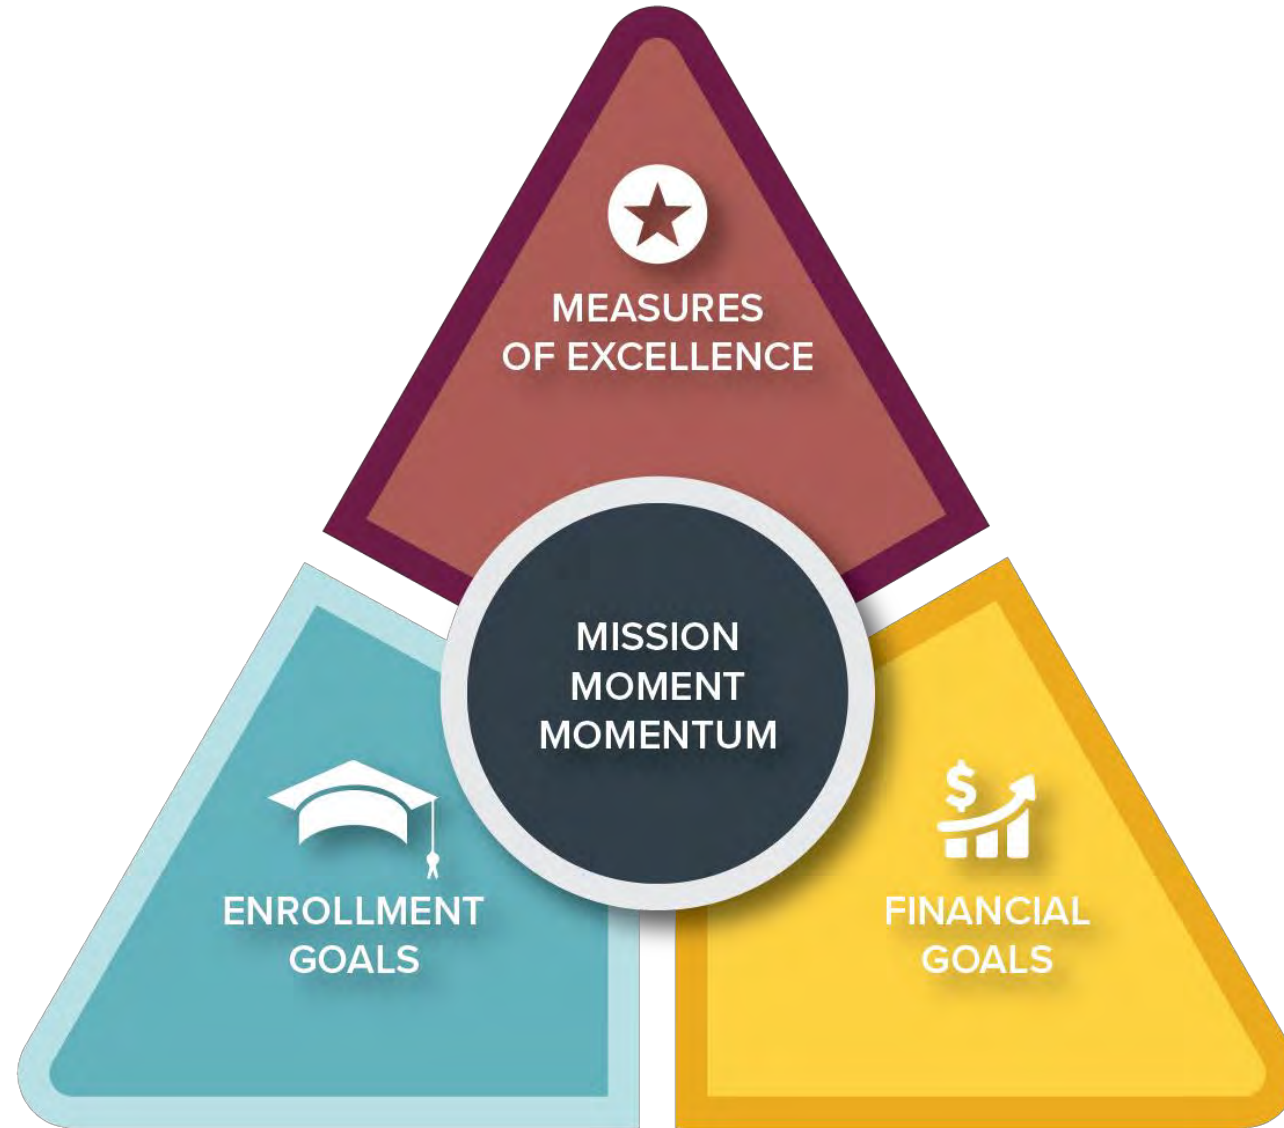 MEASURES
OF EXCELLENCE
MISSION
MOMENT
MOMENTUM
$
ENROLLMENT
GOALS
FINANCIAL
GOALS